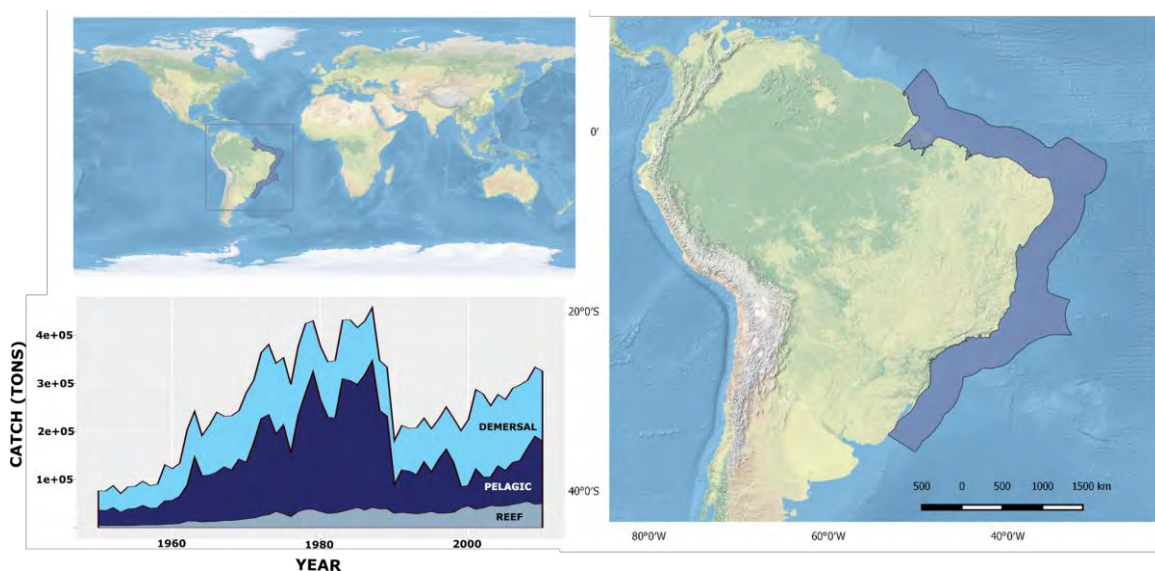 4e+05
3e+05
2e+05
1e+05
CATCH (TONS)
DEMERSAL
PELAGIC
REEF
1960 1980 2000
YEAR
0°
20°0'S
40°0'S
500 0 500 1000 1500 km
80°0'W 60°0'W 40°0'W